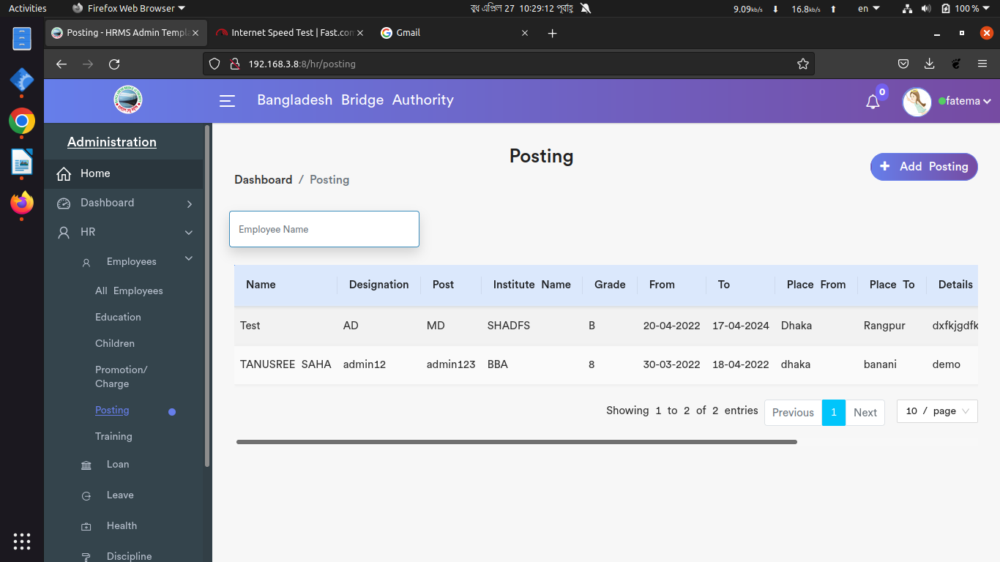 Activities Firefox Web Browser বুধ এপ্রিল 27 10:29:12 পূর্বাহ্ণ 9.09kb/s 16.8kb/s en 100 %
Posting - HRMS Admin Templa Internet Speed Test | Fast.com Gmail
192.168.3.8:8/hr/posting
Bangladesh Bridge Authority 0 fatema
Administration
Home
Dashboard
HR
Employees
All Employees
Education
Children
Promotion/
Charge
Posting
Training
Loan
Leave
Health
Discipline
Posting
+ Add Posting
Dashboard / Posting
Employee Name
Name Designation Post Institute Name Grade From To Place From Place To Details
Test AD MD SHADFS B 20-04-2022 17-04-2024 Dhaka Rangpur dxfkjgdfk
TANUSREE SAHA admin12 admin123 BBA 8 30-03-2022 18-04-2022 dhaka banani demo
Showing 1 to 2 of 2 entries Previous 1 Next 10 / page